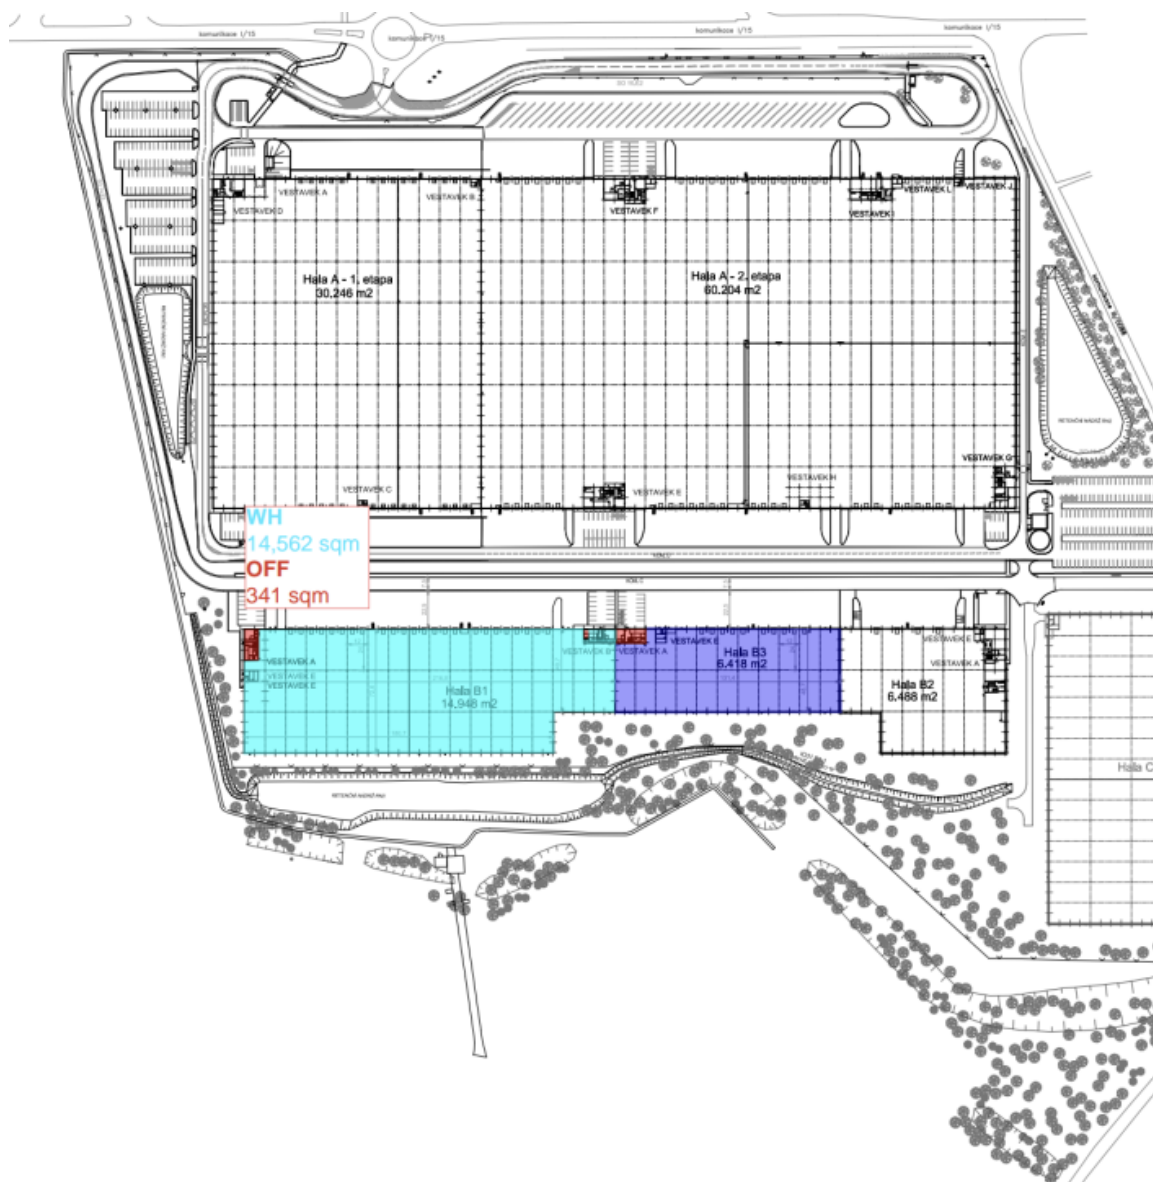 komunikace I/15
komunikace I/15
komunikace I/15
komunikace I/15
VESTAVEK A
VESTAVEK B
VESTAVEK L
VESTAVEK J
VESTAVEK D
VESTAVEK F
VESTAVEK I
Hala A - 1. etapa
30.246 m2
Hala A - 2. etapa
60.204 m2
VESTAVEK G
VESTAVEK H
VESTAVEK C
VESTAVEK E
WH
14,562 sqm
OFF
341 sqm
VESTAVEK E
VESTAVEK E
VESTAVEK B
VESTAVEK A
VESTAVEK A
VESTAVEK A
VESTAVEK E
VESTAVEK E
Hala B3
6.418 m2
Hala B1
14.948 m2
Hala B2
6.488 m2
Hala C